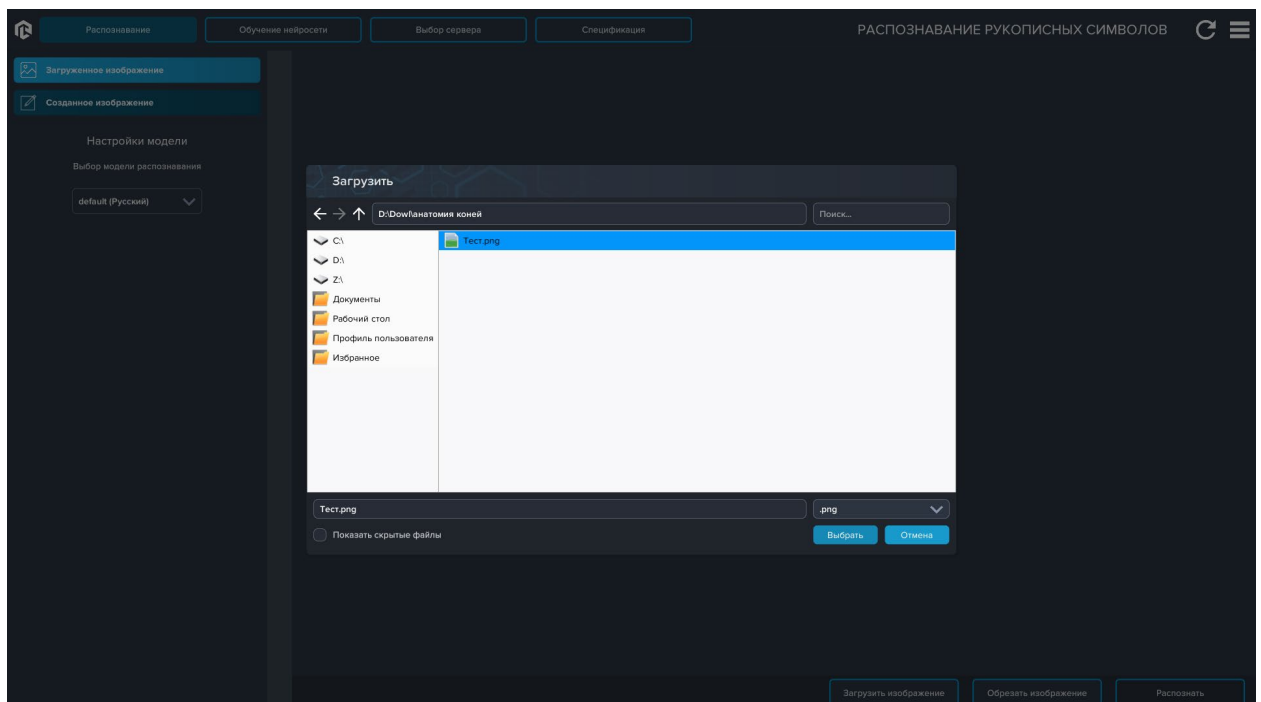 Распознавание Обучение нейросети Выбор сервера Спецификация РАСПОЗНАВАНИЕ РУКОПИСНЫХ СИМВОЛОВ
Загруженное изображение
Созданное изображение
Настройки модели
Выбор модели распознавания
default (Русский)
Загрузить
D:\Dowl\анатомия коней Поиск...
C:\ Тест.png
D:\
Z:\
Документы
Рабочий стол
Профиль пользователя
Избранное
Тест.png .png
Показать скрытые файлы Выбрать Отмена
Загрузить изображение Обрезать изображение Распознать